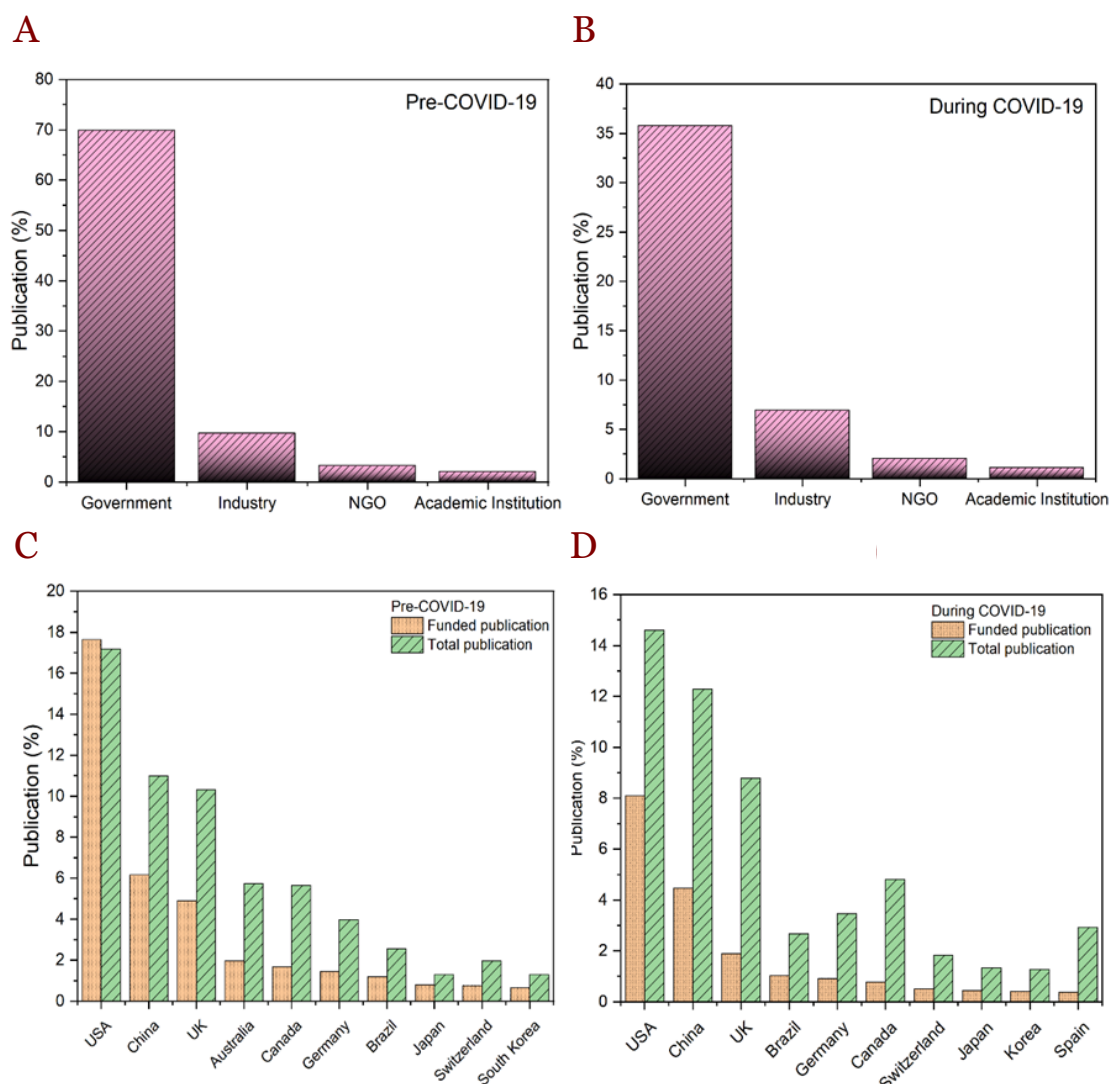 A
B
Pre-COVID-19
During COVID-19
Publication (%)
80
70
60
50
40
30
20
10
0
Government
Industry
NGO
Academic Institution
Publication (%)
40
35
30
25
20
15
10
5
0
Government
Industry
NGO
Academic Institution
C
D
Pre-COVID-19
Funded publication
Total publication
Publication (%)
20
18
16
14
12
10
8
6
4
2
0
USA
China
UK
Australia
Canada
Germany
Brazil
Japan
Switzerland
South Korea
During COVID-19
Funded publication
Total publication
Publication (%)
16
14
12
10
8
6
4
2
0
USA
China
UK
Brazil
Germany
Canada
Switzerland
Japan
Korea
Spain